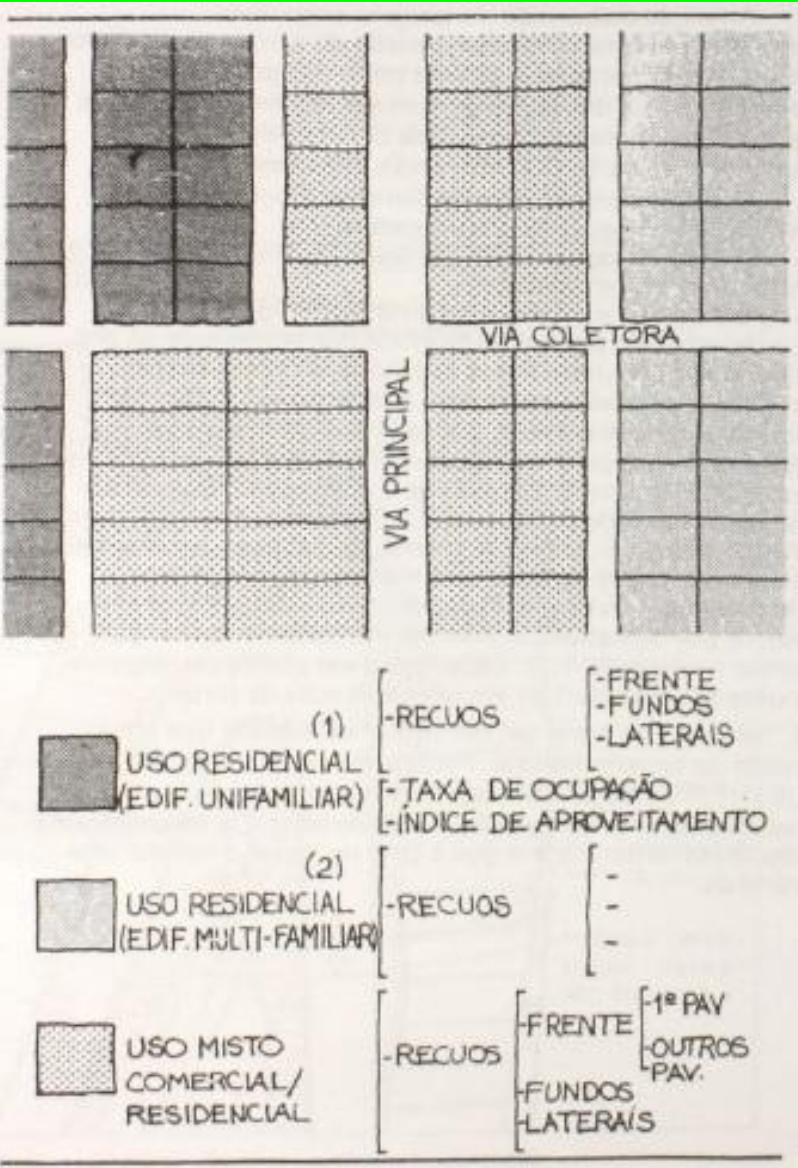 VIA COLETORA
VIA PRINCIPAL
(1)
USO RESIDENCIAL
(EDIF. UNIFAMILIAR)
-RECUOS
-FRENTE
-FUNDOS
-LATERAIS
-TAXA DE OCUPAÇÃO
-ÍNDICE DE APROVEITAMENTO
(2)
USO RESIDENCIAL
(EDIF. MULTI-FAMILIAR)
-RECUOS
-
-
-
USO MISTO
COMERCIAL/
RESIDENCIAL
-RECUOS
-FRENTE
-1º PAV
-OUTROS
PAV.
-FUNDOS
-LATERAIS